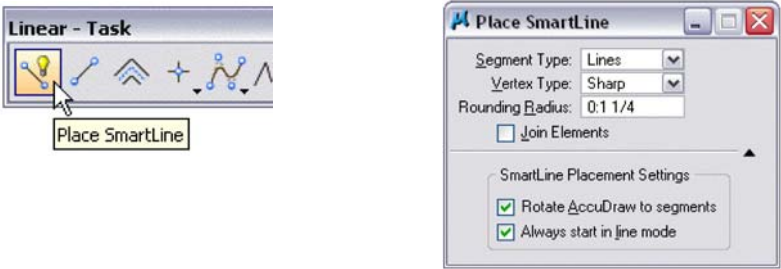 Linear - Task
Place SmartLine
Place SmartLine
Segment Type: Lines
Vertex Type: Sharp
Rounding Radius: 0:1 1/4
Join Elements
SmartLine Placement Settings
Rotate AccuDraw to segments
Always start in line mode